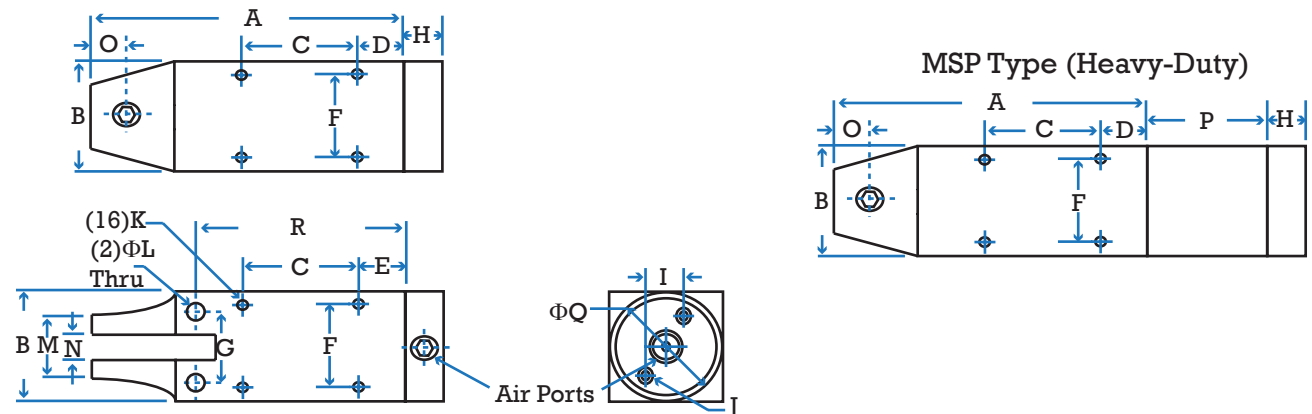 A
O
C
D
H
B
F
MSP Type (Heavy-Duty)
A
O
C
D
P
H
B
F
(16)K
(2)ΦL
Thru
R
C
E
B
M
N
G
F
Air Ports
I
ΦQ
J